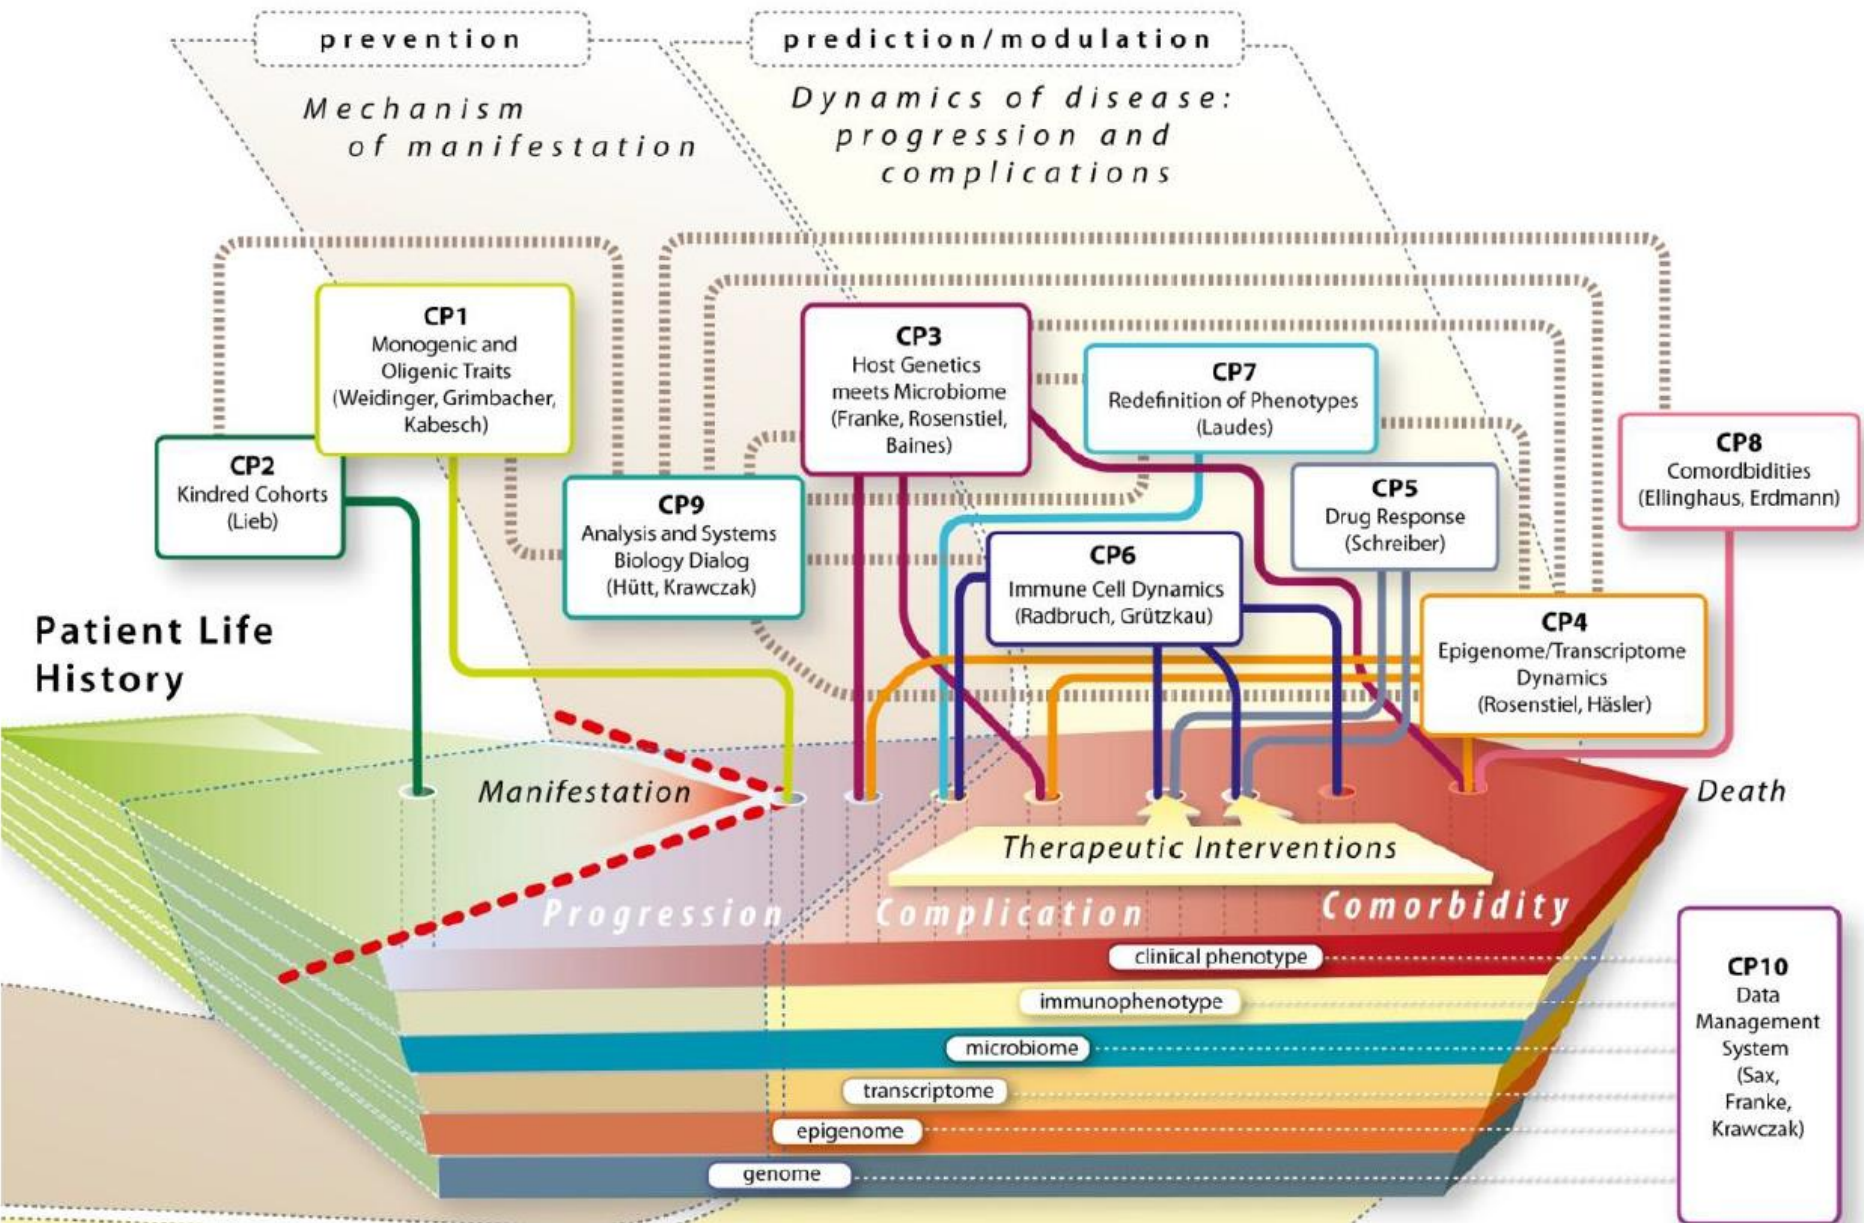 prevention
prediction/modulation
Mechanism
of manifestation
Dynamics of disease:
progression and
complications
CP1
Monogenic and
Oligenic Traits
(Weidinger, Grimbacher,
Kabesch)
CP2
Kindred Cohorts
(Lieb)
CP9
Analysis and Systems
Biology Dialog
(Hütt, Krawczak)
CP3
Host Genetics
meets Microbiome
(Franke, Rosenstiel,
Baines)
CP7
Redefinition of Phenotypes
(Laudes)
CP6
Immune Cell Dynamics
(Radbruch, Grützkau)
CP5
Drug Response
(Schreiber)
CP8
Comordbidities
(Ellinghaus, Erdmann)
CP4
Epigenome/Transcriptome
Dynamics
(Rosenstiel, Häsler)
Patient Life
History
Manifestation
Death
Therapeutic Interventions
Progression
Complication
Comorbidity
clinical phenotype
immunophenotype
microbiome
transcriptome
epigenome
genome
CP10
Data
Management
System
(Sax,
Franke,
Krawczak)